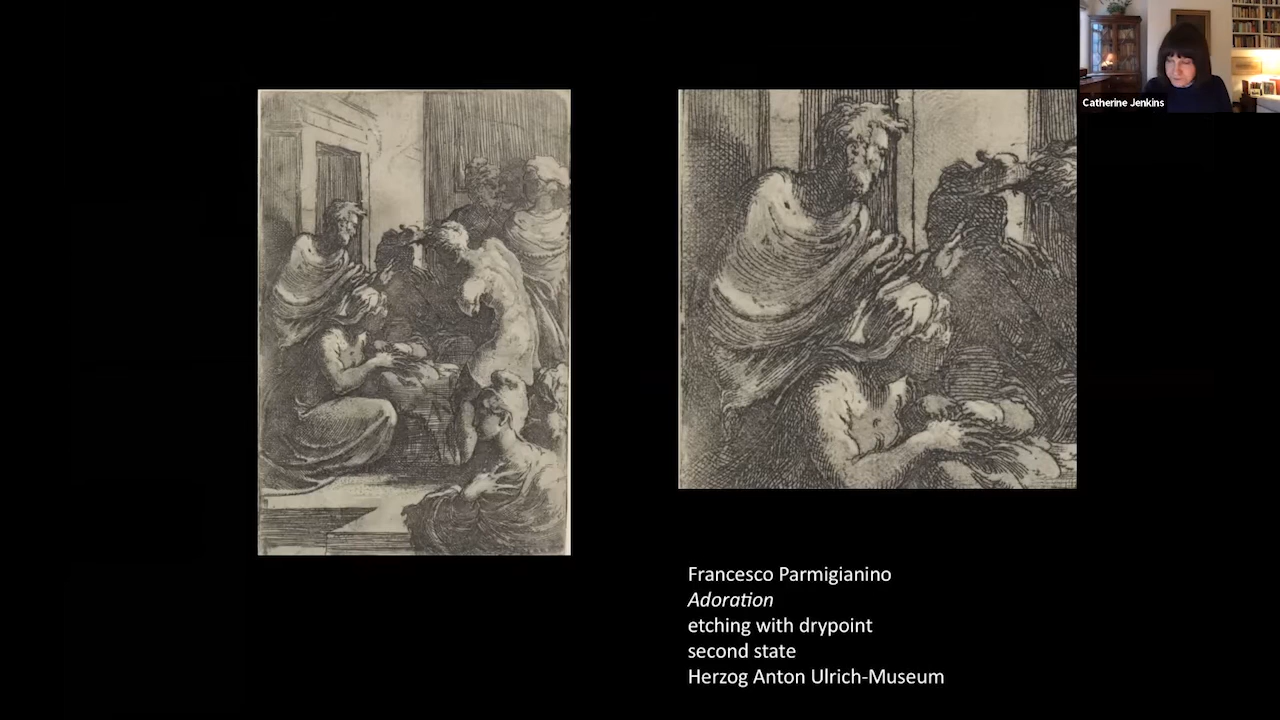 Catherine Jenkins
Francesco Parmigianino
Adoration
etching with drypoint
second state
Herzog Anton Ulrich-Museum